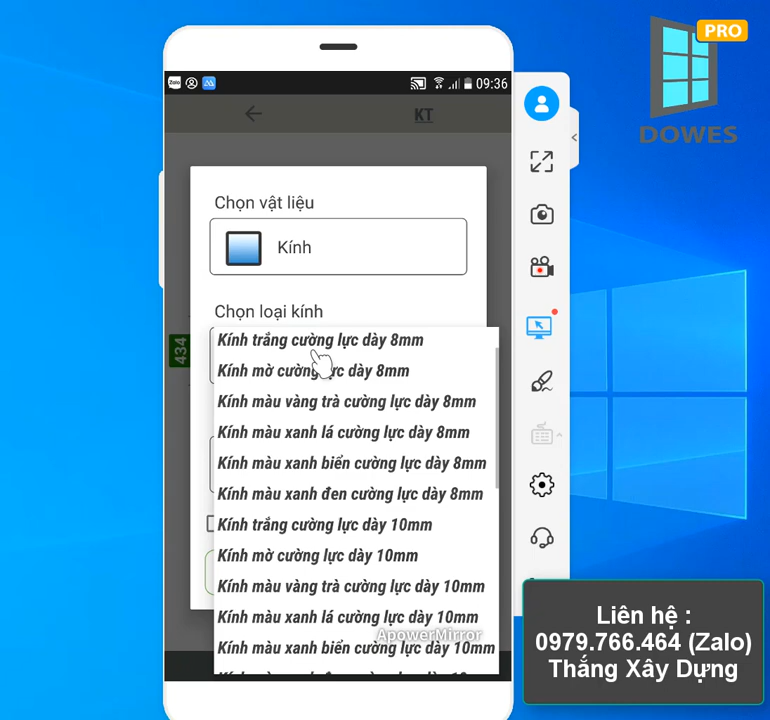 PRO
DOWES
Zalo
09:36
KT
Chọn vật liệu
Kính
Chọn loại kính
434
Kính trắng cường lực dày 8mm
Kính mờ cường lực dày 8mm
Kính màu vàng trà cường lực dày 8mm
Kính màu xanh lá cường lực dày 8mm
Kính màu xanh biển cường lực dày 8mm
Kính màu xanh đen cường lực dày 8mm
Kính trắng cường lực dày 10mm
Kính mờ cường lực dày 10mm
Kính màu vàng trà cường lực dày 10mm
Kính màu xanh lá cường lực dày 10mm
ApowerMirror
Kính màu xanh biển cường lực dày 10mm
Liên hệ :
0979.766.464 (Zalo)
Thắng Xây Dựng